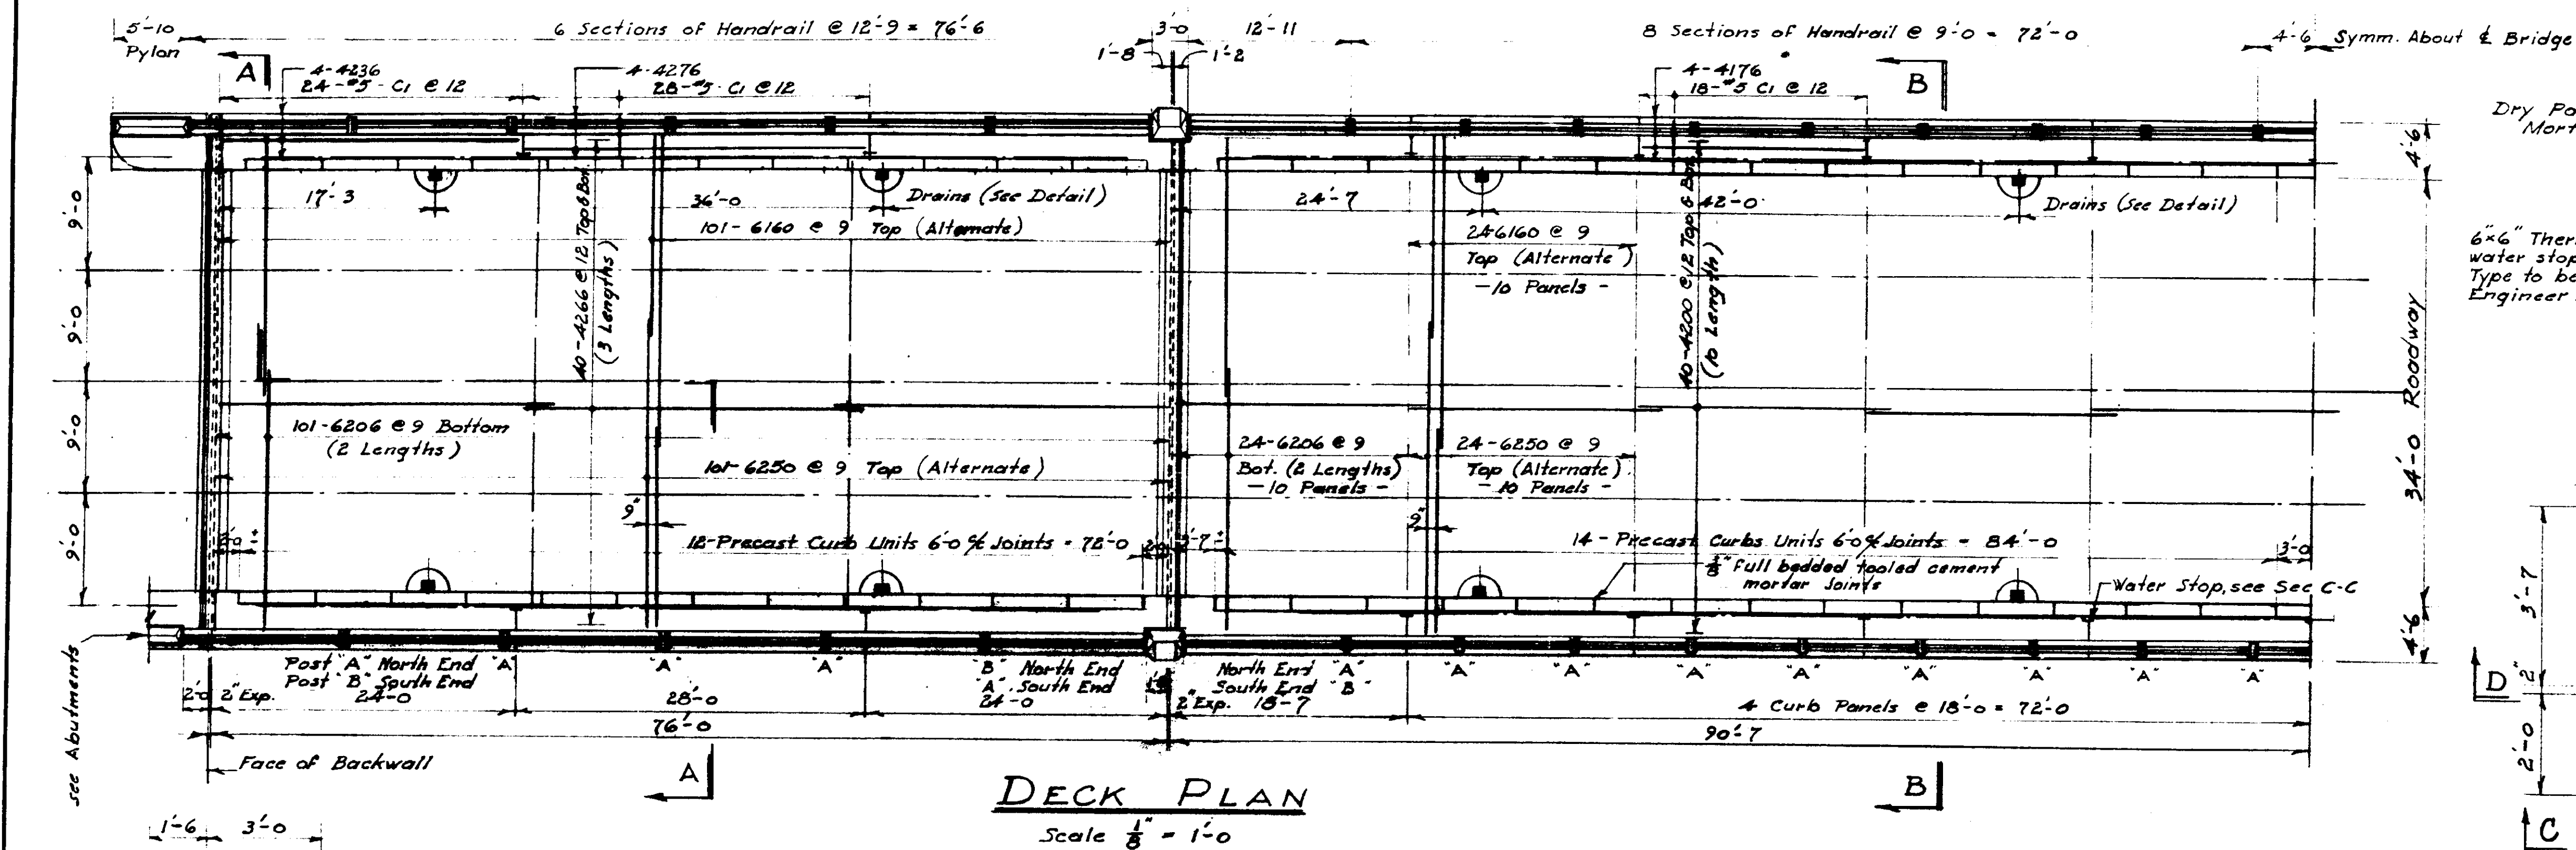 5'-10
Pylon
6 Sections of Handrail @ 12'-9 = 76'-6
3'-0
12'-11
1'-8
1'-2
8 Sections of Handrail @ 9'-0 = 72'-0
4'-6
Symm. About ℄ Bridge
A
4-4236
24-#5 C1 @ 12
4-4276
28-#5 C1 @ 12
4-4176
18-#5 C1 @ 12
B
Dry
Mort
4'-6
17'-3
36'-0
Drains (See Detail)
24'-7
42'-0
Drains (See Detail)
9'-0
9'-0
9'-0
9'-0
101-6160 @ 9 Top (Alternate)
40-4266 @ 12 Top & Bot.
(3 Lengths)
24-6160 @ 9
Top (Alternate)
-10 Panels-
40-4200 @ 12 Top & Bot.
(10 Length)
6"x6"
water stop
Type to be
Engineer
34'-0 Roadway
101-6206 @ 9 Bottom
(2 Lengths)
101-6250 @ 9 Top (Alternate)
24-6206 @ 9
Bot. (2 Lengths)
-10 Panels-
24-6250 @ 9
Top (Alternate)
-10 Panels-
9"
9"
12-Precast Curb Units 6'-0 % Joints = 72'-0
14-Precast Curbs Units 6'-0 % Joints = 84'-0
3'-0
3/8" full bedded tooled cement
mortar joints
Water Stop, see Sec C-C
4'-6
3'-7
2"
2'-0
see Abutments
Post "A" North End "A"
Post "B" South End
"A"
"A"
"B" North End
"A" South End
North End "A"
South End "B"
"A"
"A"
"A"
"A"
"A"
"A"
"A"
"A"
2'-0
2" Exp.
24'-0
28'-0
24'-0
2" Exp.
18'-7
4 Curb Panels @ 18'-0 = 72'-0
76'-0
90'-7
Face of Backwall
A
B
D
C
DECK PLAN
Scale 1/8" = 1'-0
1'-6
3'-0